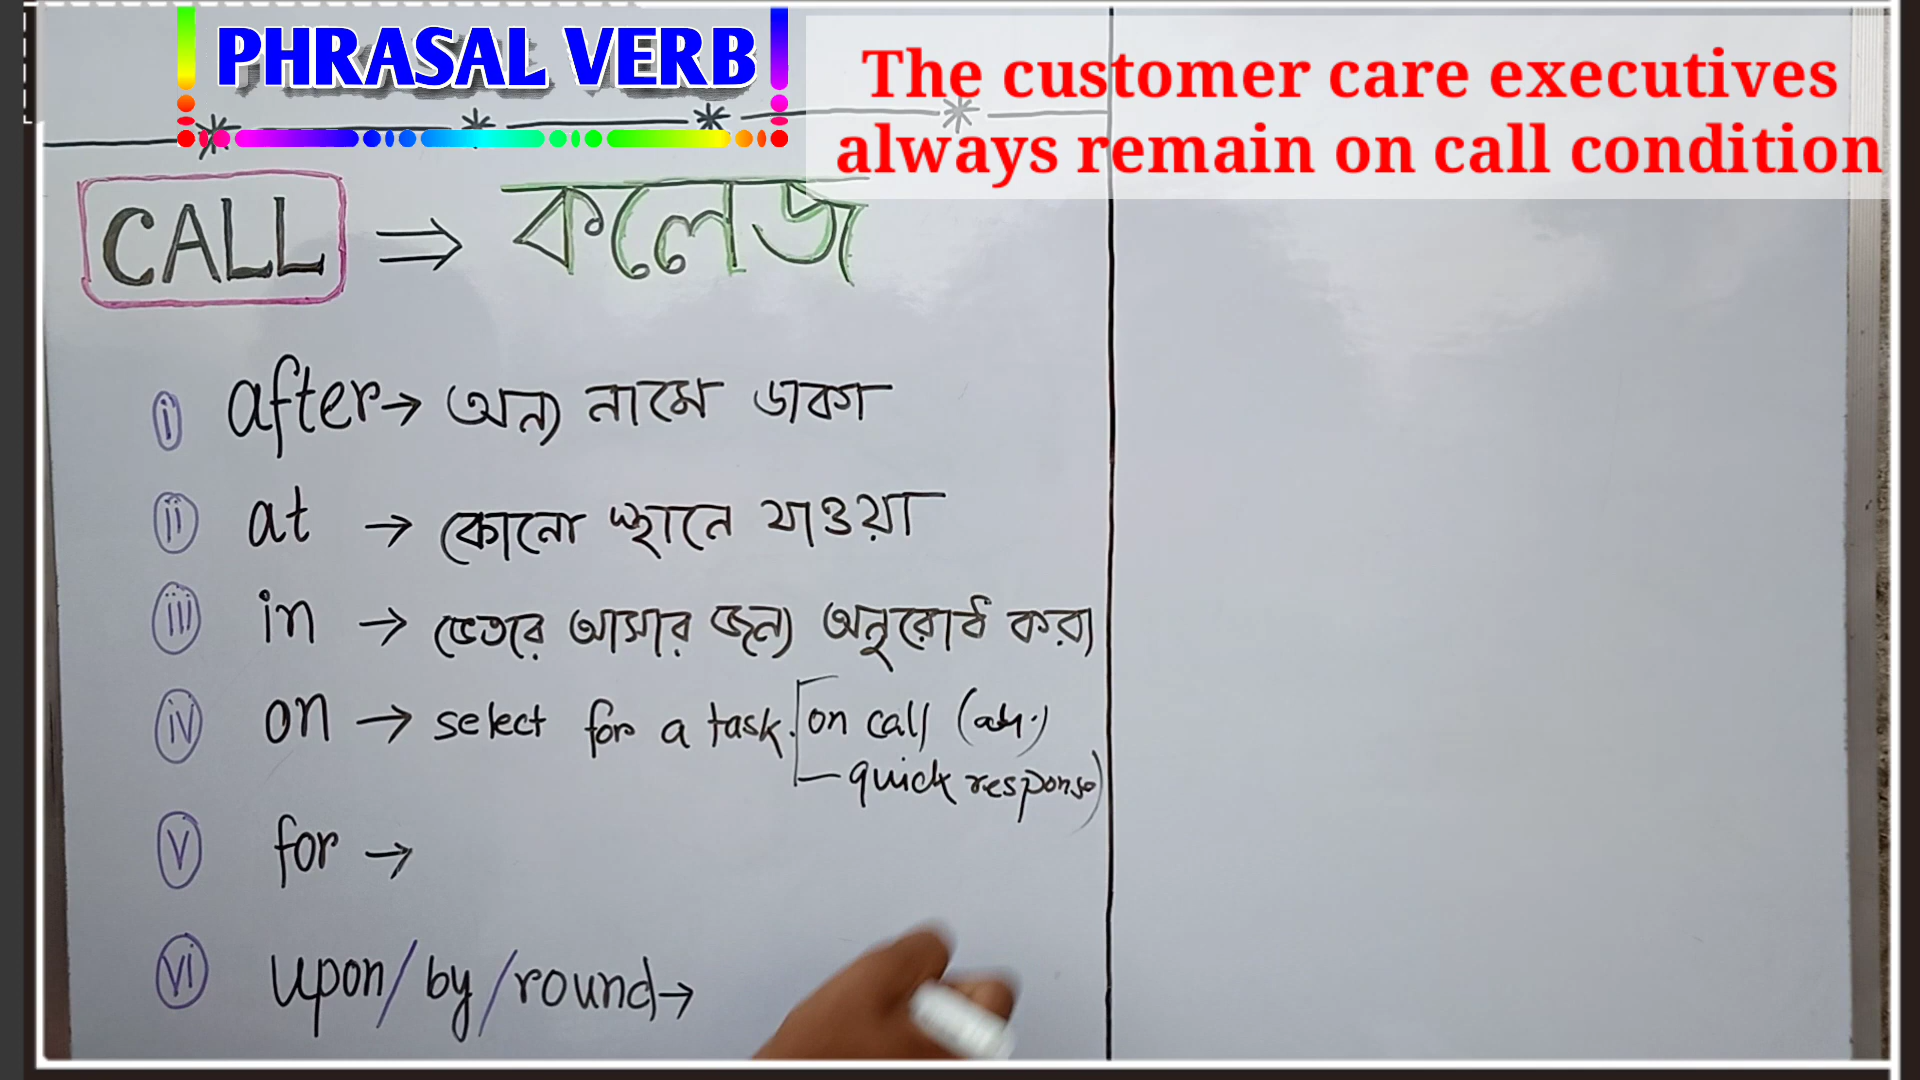 PHRASAL VERB
The customer care executives
always remain on call condition
CALL ⇒ কলেজ
i after → অন্য নামে ডাকা
ii at → কোনো স্থানে যাওয়া
iii in → ভেতরে আসার জন্য অনুরোধ করা
iv on → select for a task. [on call (adj.)
— quick response)
v for →
vi upon/by/round →